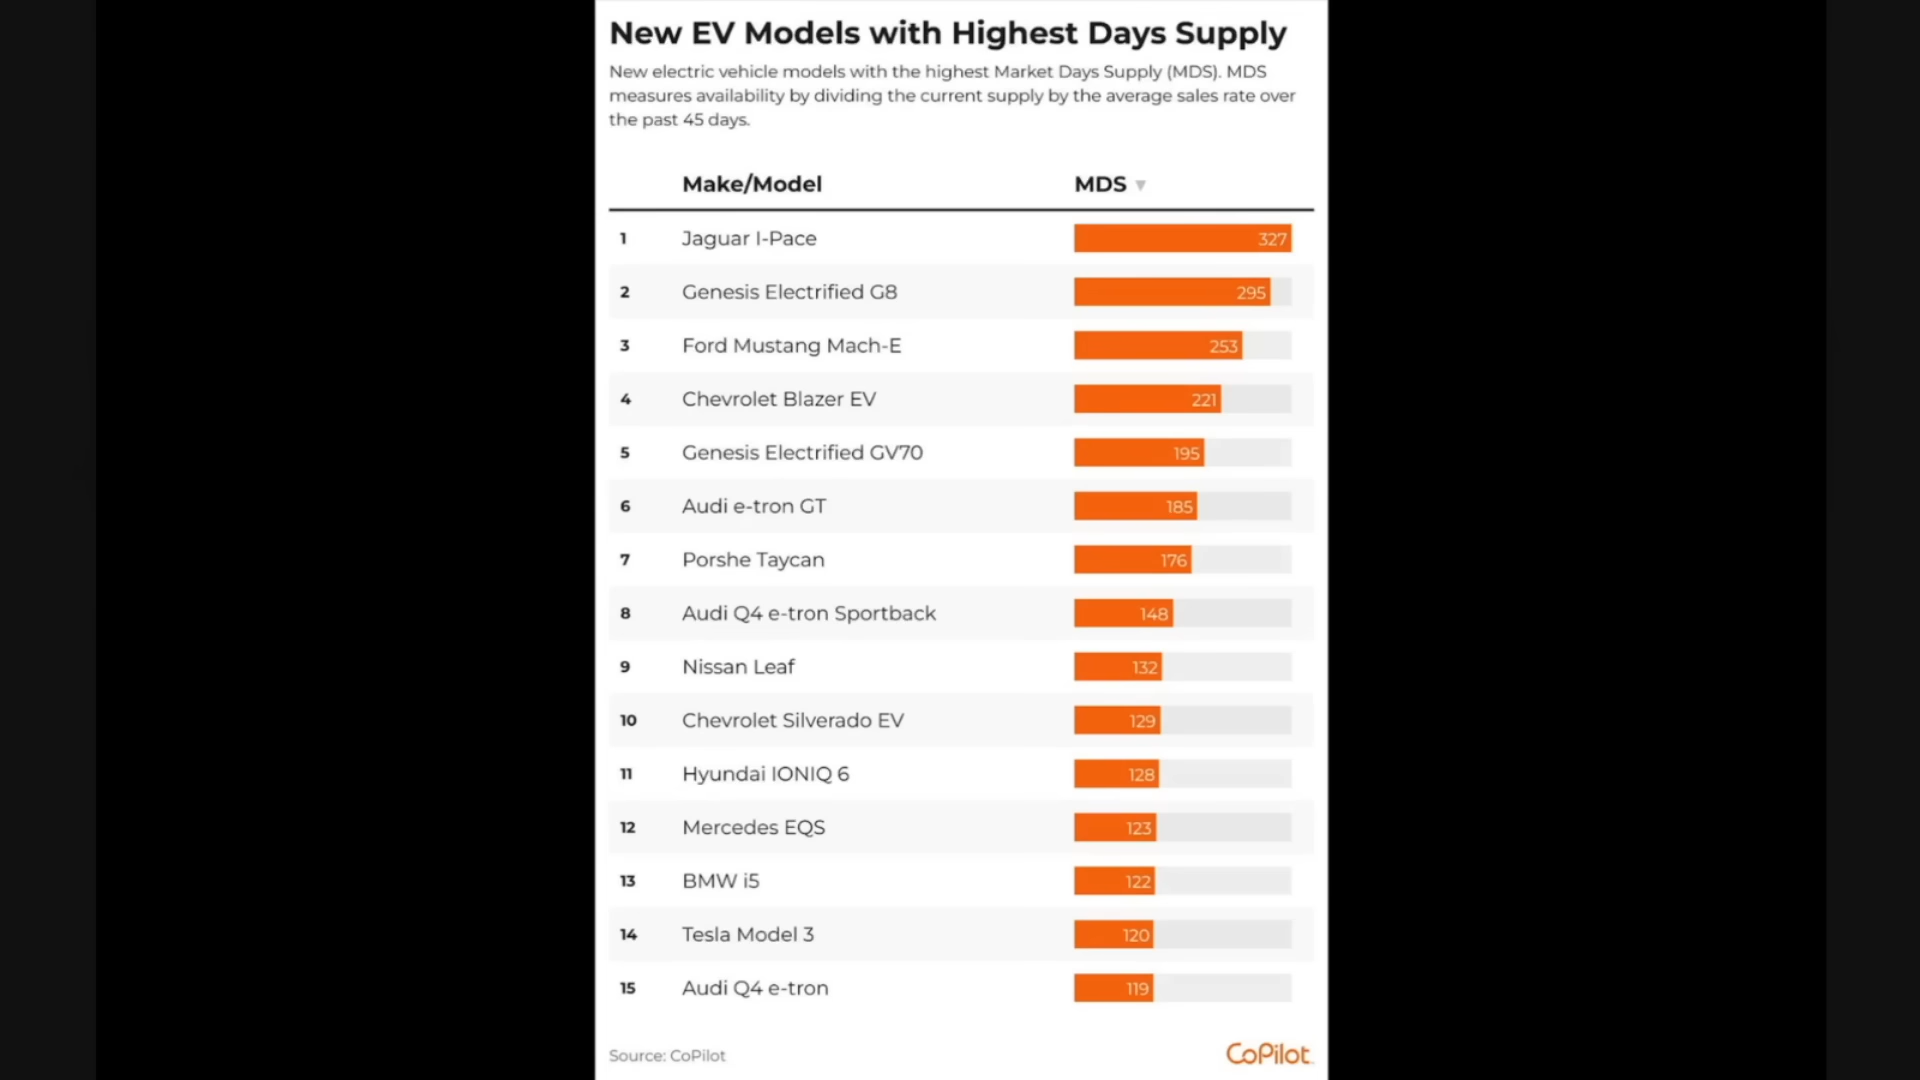 New EV Models with Highest Days Supply
New electric vehicle models with the highest Market Days Supply (MDS). MDS
measures availability by dividing the current supply by the average sales rate over
the past 45 days.
Make/Model MDS ▼
1 Jaguar I-Pace 327
2 Genesis Electrified G8 295
3 Ford Mustang Mach-E 253
4 Chevrolet Blazer EV 221
5 Genesis Electrified GV70 195
6 Audi e-tron GT 185
7 Porshe Taycan 176
8 Audi Q4 e-tron Sportback 148
9 Nissan Leaf 132
10 Chevrolet Silverado EV 129
11 Hyundai IONIQ 6 128
12 Mercedes EQS 123
13 BMW i5 122
14 Tesla Model 3 120
15 Audi Q4 e-tron 119
Source: CoPilot CoPilot